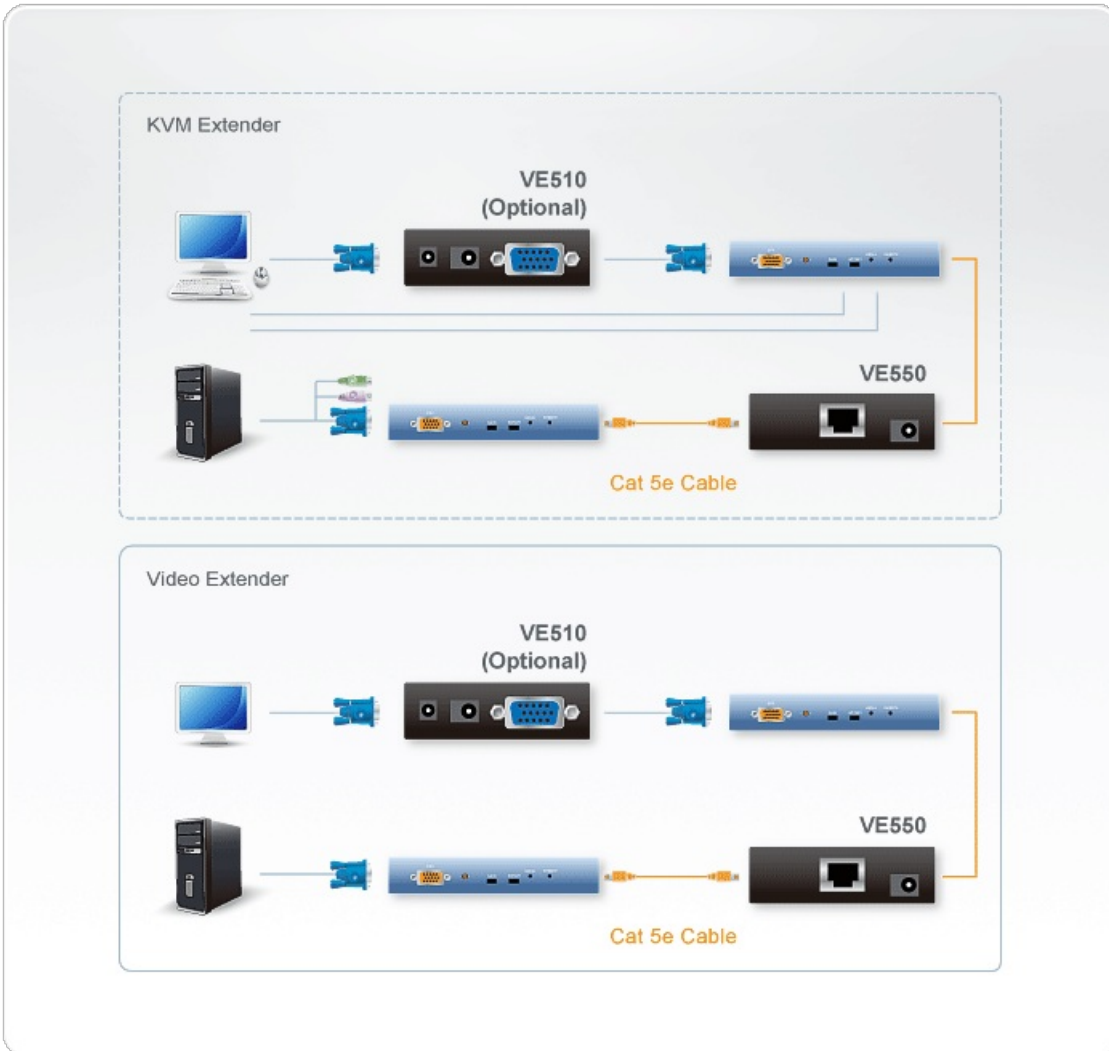 KVM Extender
VE510
(Optional)
VE550
Cat 5e Cable
Video Extender
VE510
(Optional)
VE550
Cat 5e Cable